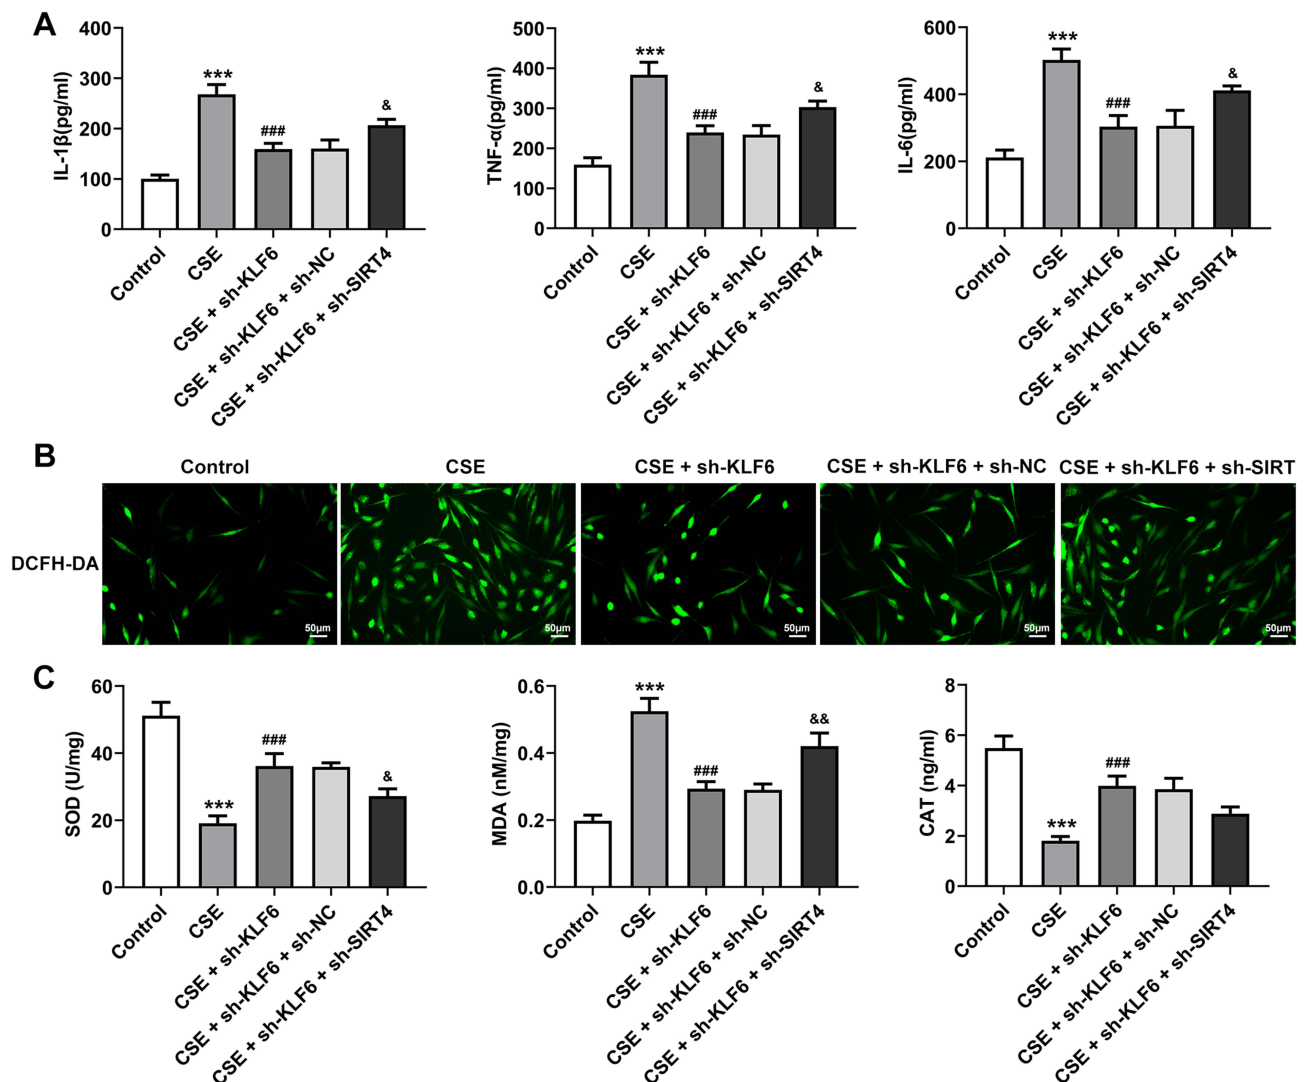 A
IL-1β(pg/ml)
400
300
200
100
0
***
###
&
Control
CSE
CSE + sh-KLF6
CSE + sh-KLF6 + sh-NC
CSE + sh-KLF6 + sh-SIRT4
TNF-α(pg/ml)
500
400
300
200
100
0
***
###
&
Control
CSE
CSE + sh-KLF6
CSE + sh-KLF6 + sh-NC
CSE + sh-KLF6 + sh-SIRT4
IL-6(pg/ml)
600
400
200
0
***
###
&
Control
CSE
CSE + sh-KLF6
CSE + sh-KLF6 + sh-NC
CSE + sh-KLF6 + sh-SIRT4
B
Control
CSE
CSE + sh-KLF6
CSE + sh-KLF6 + sh-NC
CSE + sh-KLF6 + sh-SIRT
DCFH-DA
50μm
50μm
50μm
50μm
50μm
C
SOD (U/mg)
60
40
20
0
***
###
&
Control
CSE
CSE + sh-KLF6
CSE + sh-KLF6 + sh-NC
CSE + sh-KLF6 + sh-SIRT4
MDA (nM/mg)
0.6
0.4
0.2
0.0
***
###
&&
Control
CSE
CSE + sh-KLF6
CSE + sh-KLF6 + sh-NC
CSE + sh-KLF6 + sh-SIRT4
CAT (ng/ml)
8
6
4
2
0
***
###
Control
CSE
CSE + sh-KLF6
CSE + sh-KLF6 + sh-NC
CSE + sh-KLF6 + sh-SIRT4